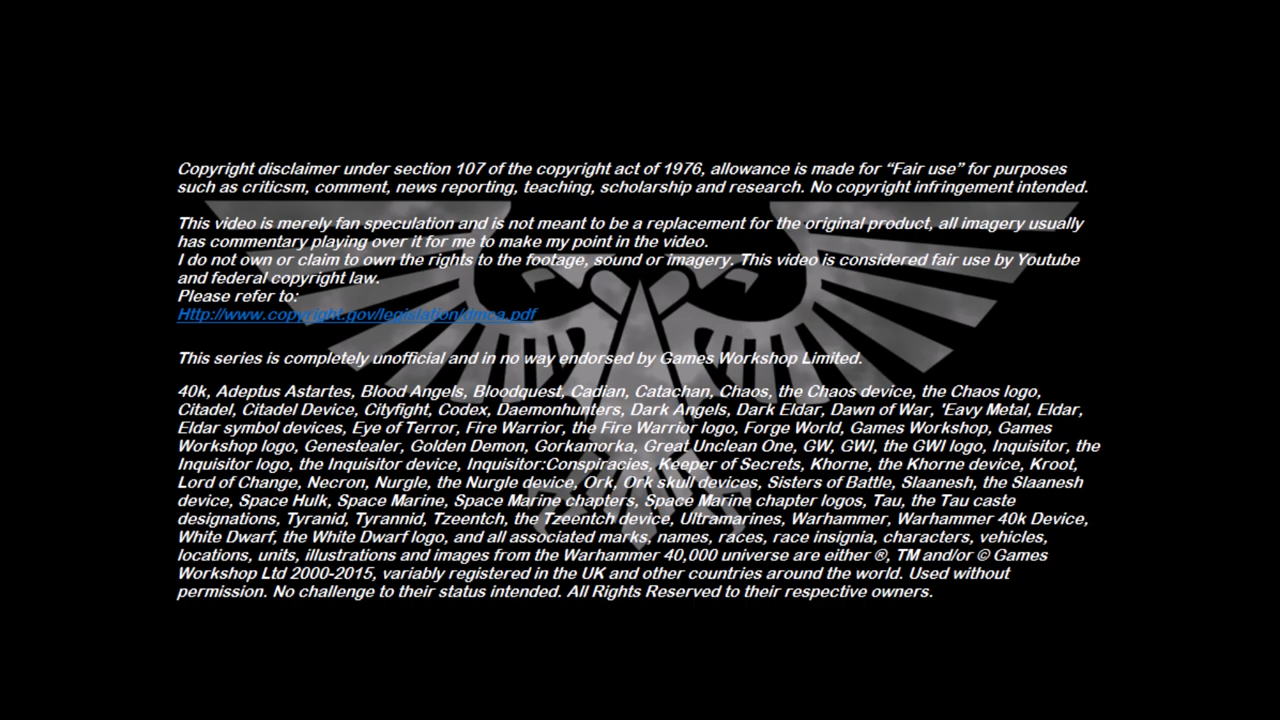 Copyright disclaimer under section 107 of the copyright act of 1976, allowance is made for “Fair use” for purposes
such as criticsm, comment, news reporting, teaching, scholarship and research. No copyright infringement intended.
This video is merely fan speculation and is not meant to be a replacement for the original product, all imagery usually
has commentary playing over it for me to make my point in the video.
I do not own or claim to own the rights to the footage, sound or imagery. This video is considered fair use by Youtube
and federal copyright law.
Please refer to:
Http://www.copyright.gov/legislation/dmca.pdf
This series is completely unofficial and in no way endorsed by Games Workshop Limited.
40k, Adeptus Astartes, Blood Angels, Bloodquest, Cadian, Catachan, Chaos, the Chaos device, the Chaos logo,
Citadel, Citadel Device, Cityfight, Codex, Daemonhunters, Dark Angels, Dark Eldar, Dawn of War, 'Eavy Metal, Eldar,
Eldar symbol devices, Eye of Terror, Fire Warrior, the Fire Warrior logo, Forge World, Games Workshop, Games
Workshop logo, Genestealer, Golden Demon, Gorkamorka, Great Unclean One, GW, GWI, the GWI logo, Inquisitor, the
Inquisitor logo, the Inquisitor device, Inquisitor:Conspiracies, Keeper of Secrets, Khorne, the Khorne device, Kroot,
Lord of Change, Necron, Nurgle, the Nurgle device, Ork, Ork skull devices, Sisters of Battle, Slaanesh, the Slaanesh
device, Space Hulk, Space Marine, Space Marine chapters, Space Marine chapter logos, Tau, the Tau caste
designations, Tyranid, Tyrannid, Tzeentch, the Tzeentch device, Ultramarines, Warhammer, Warhammer 40k Device,
White Dwarf, the White Dwarf logo, and all associated marks, names, races, race insignia, characters, vehicles,
locations, units, illustrations and images from the Warhammer 40,000 universe are either ®, TM and/or © Games
Workshop Ltd 2000-2015, variably registered in the UK and other countries around the world. Used without
permission. No challenge to their status intended. All Rights Reserved to their respective owners.